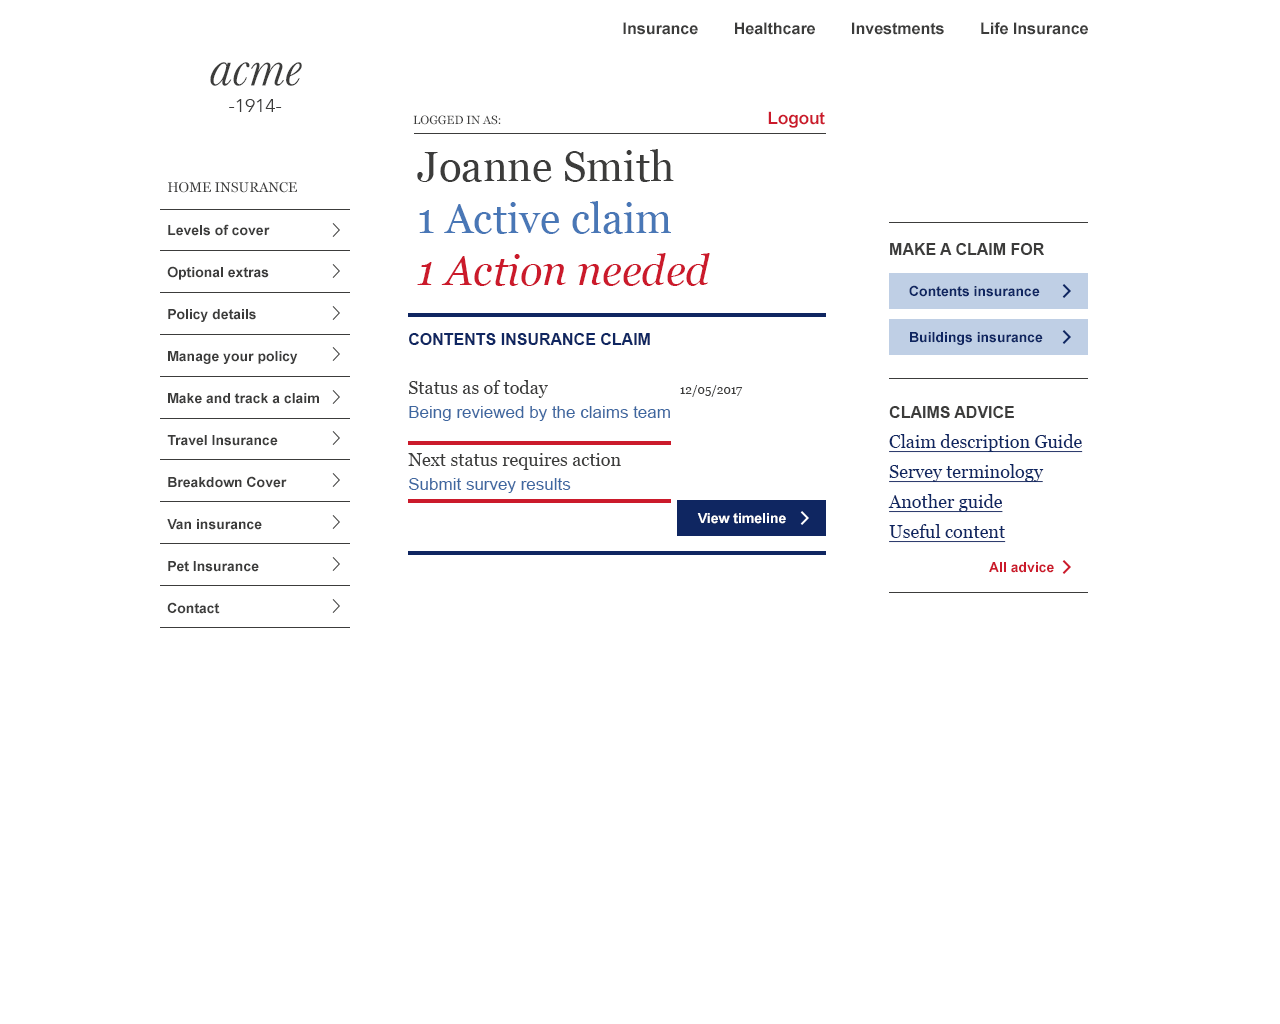 Insurance Healthcare Investments Life Insurance
acme
-1914-
HOME INSURANCE
Levels of cover
Optional extras
Policy details
Manage your policy
Make and track a claim
Travel Insurance
Breakdown Cover
Van insurance
Pet Insurance
Contact
LOGGED IN AS: Logout
Joanne Smith
1 Active claim
1 Action needed
CONTENTS INSURANCE CLAIM
Status as of today 12/05/2017
Being reviewed by the claims team
Next status requires action
Submit survey results
View timeline
MAKE A CLAIM FOR
Contents insurance
Buildings insurance
CLAIMS ADVICE
Claim description Guide
Servey terminology
Another guide
Useful content
All advice